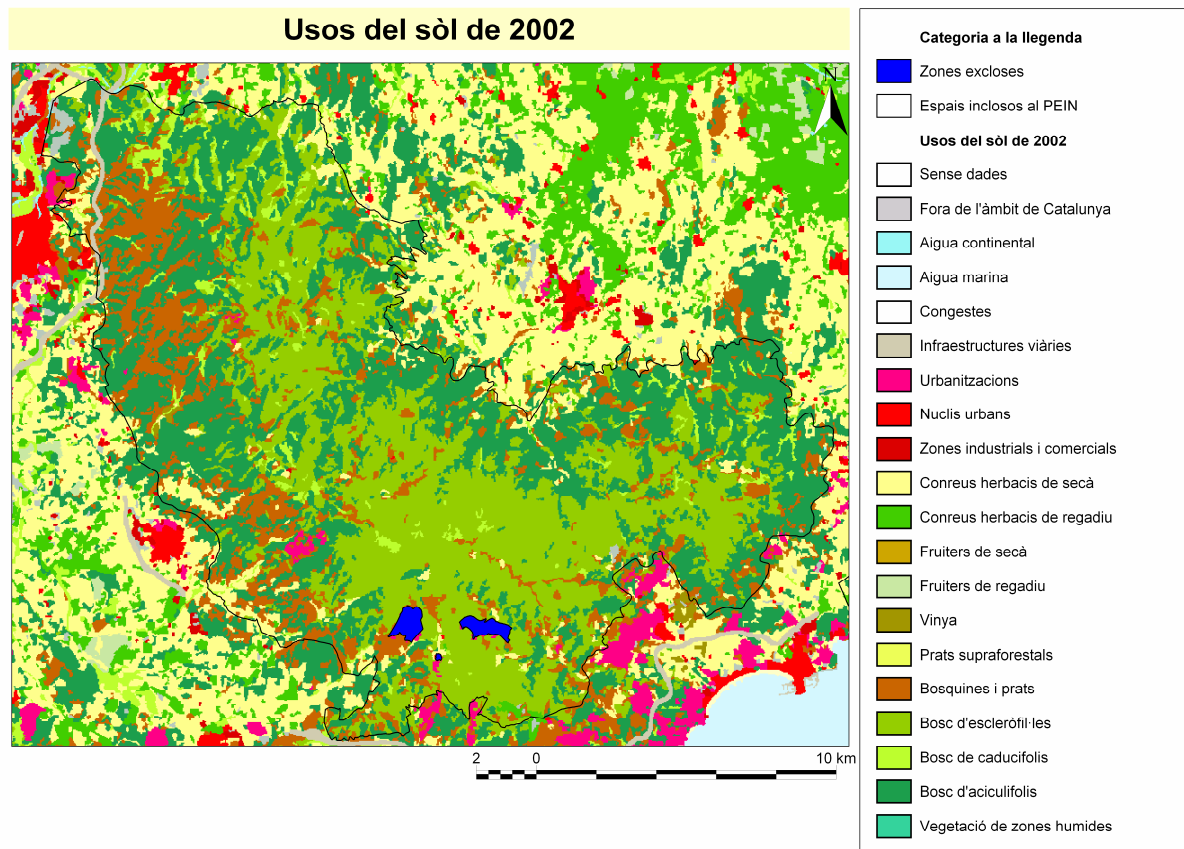 Usos del sòl de 2002
N
2 0 10 km
Categoria a la llegenda
Zones excloses
Espais inclosos al PEIN
Usos del sòl de 2002
Sense dades
Fora de l'àmbit de Catalunya
Aigua continental
Aigua marina
Congestes
Infraestructures viàries
Urbanitzacions
Nuclis urbans
Zones industrials i comercials
Conreus herbacis de secà
Conreus herbacis de regadiu
Fruiters de secà
Fruiters de regadiu
Vinya
Prats supraforestals
Bosquines i prats
Bosc d'escleròfil·les
Bosc de caducifolis
Bosc d'aciculifolis
Vegetació de zones humides